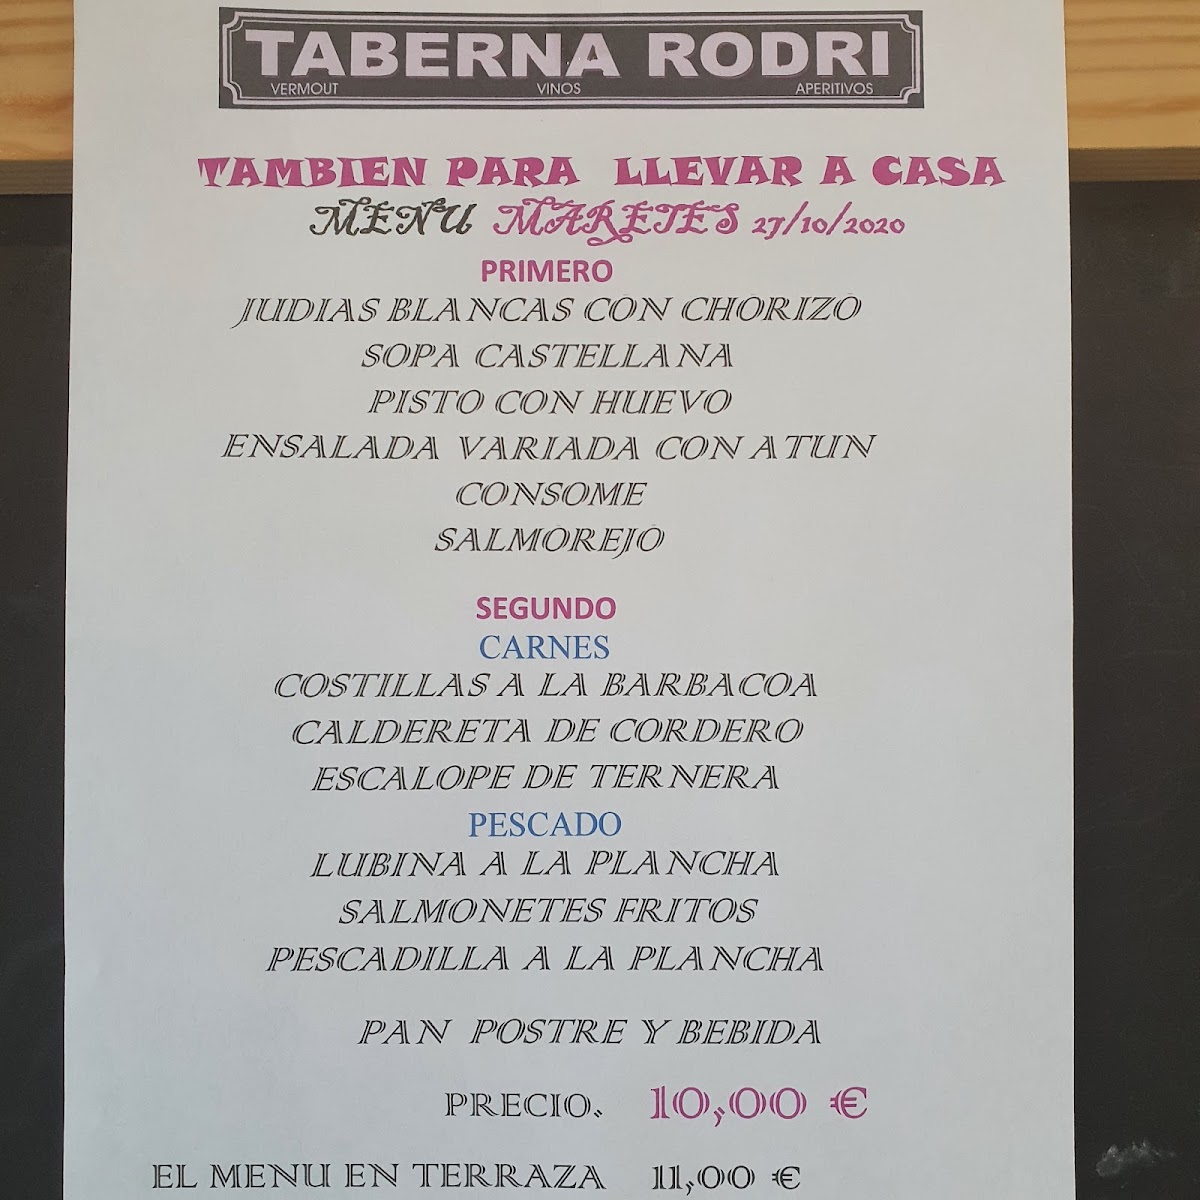 TABERNA RODRI
VERMOUT VINOS APERITIVOS
TAMBIEN PARA LLEVAR A CASA
MENU MARETES 27/10/2020
PRIMERO
JUDIAS BLANCAS CON CHORIZO
SOPA CASTELLANA
PISTO CON HUEVO
ENSALADA VARIADA CON ATUN
CONSOME
SALMOREJO
SEGUNDO
CARNES
COSTILLAS A LA BARBACOA
CALDERETA DE CORDERO
ESCALOPE DE TERNERA
PESCADO
LUBINA A LA PLANCHA
SALMONETES FRITOS
PESCADILLA A LA PLANCHA
PAN POSTRE Y BEBIDA
PRECIO. 10,00 €
EL MENU EN TERRAZA 11,00 €